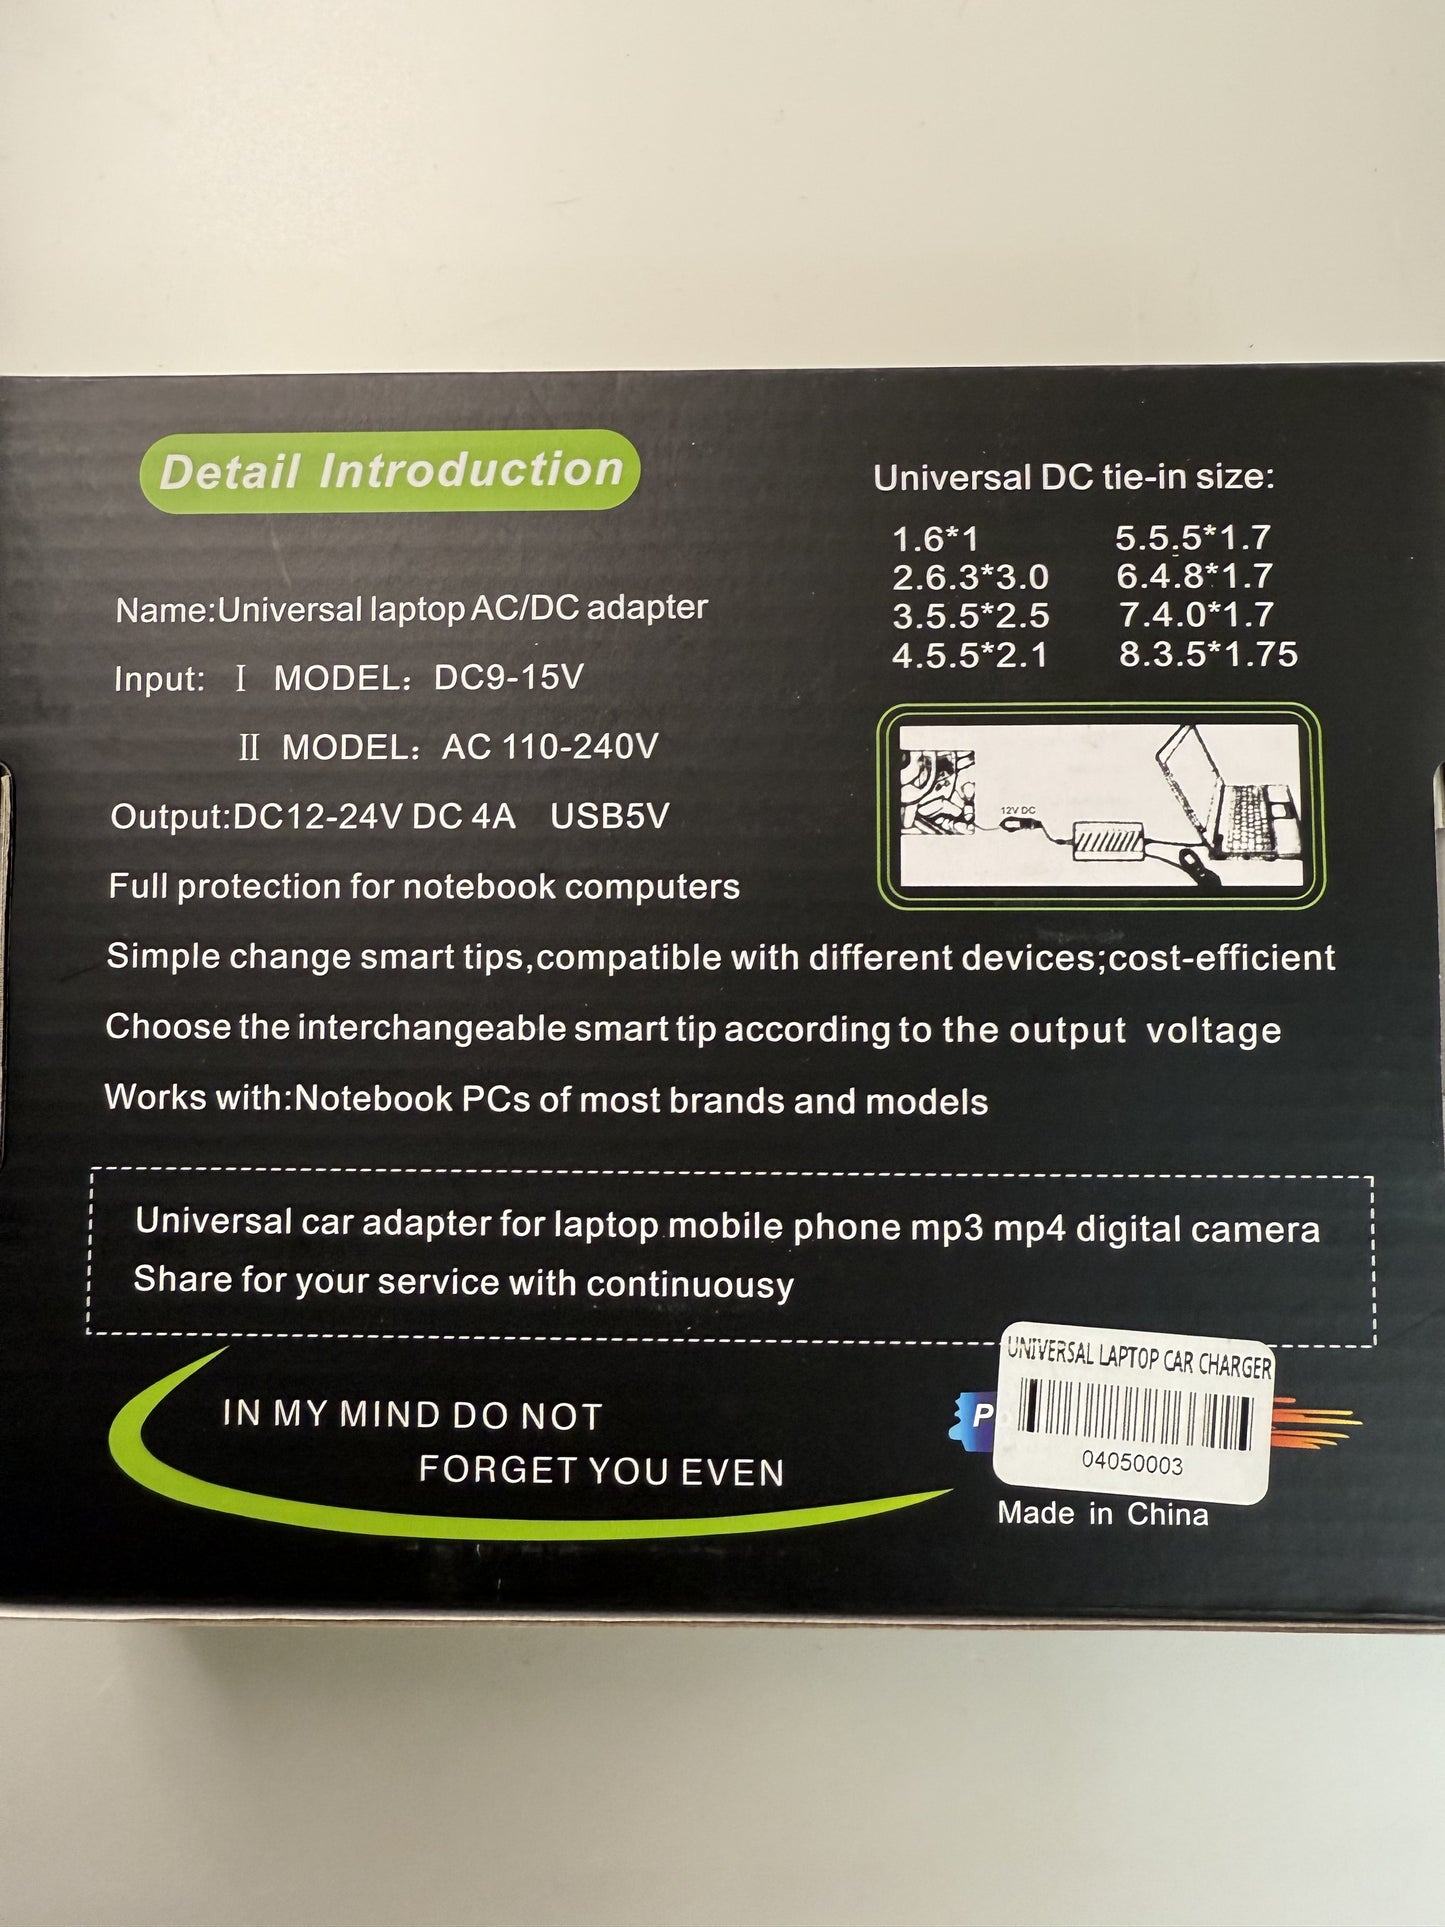 Detail Introduction
Name:Universal laptop AC/DC adapter
Input: Ⅰ MODEL: DC9-15V
Ⅱ MODEL: AC 110-240V
Output:DC12-24V DC 4A USB5V
Full protection for notebook computers
Simple change smart tips,compatible with different devices;cost-efficient
Choose the interchangeable smart tip according to the output voltage
Works with:Notebook PCs of most brands and models
Universal DC tie-in size:
1.6*1 5.5.5*1.7
2.6.3*3.0 6.4.8*1.7
3.5.5*2.5 7.4.0*1.7
4.5.5*2.1 8.3.5*1.75
12V DC
Universal car adapter for laptop mobile phone mp3 mp4 digital camera
Share for your service with continuousy
IN MY MIND DO NOT
FORGET YOU EVEN
UNIVERSAL LAPTOP CAR CHARGER
04050003
Made in China